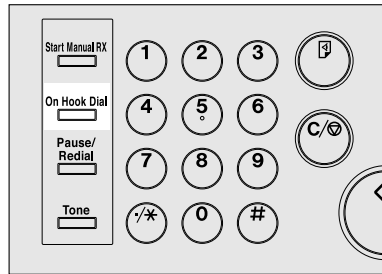 Start Manual RX
1 2 3
On Hook Dial
4 5 6
C/
Pause/
Redial
7 8 9
Tone
·/* 0 #